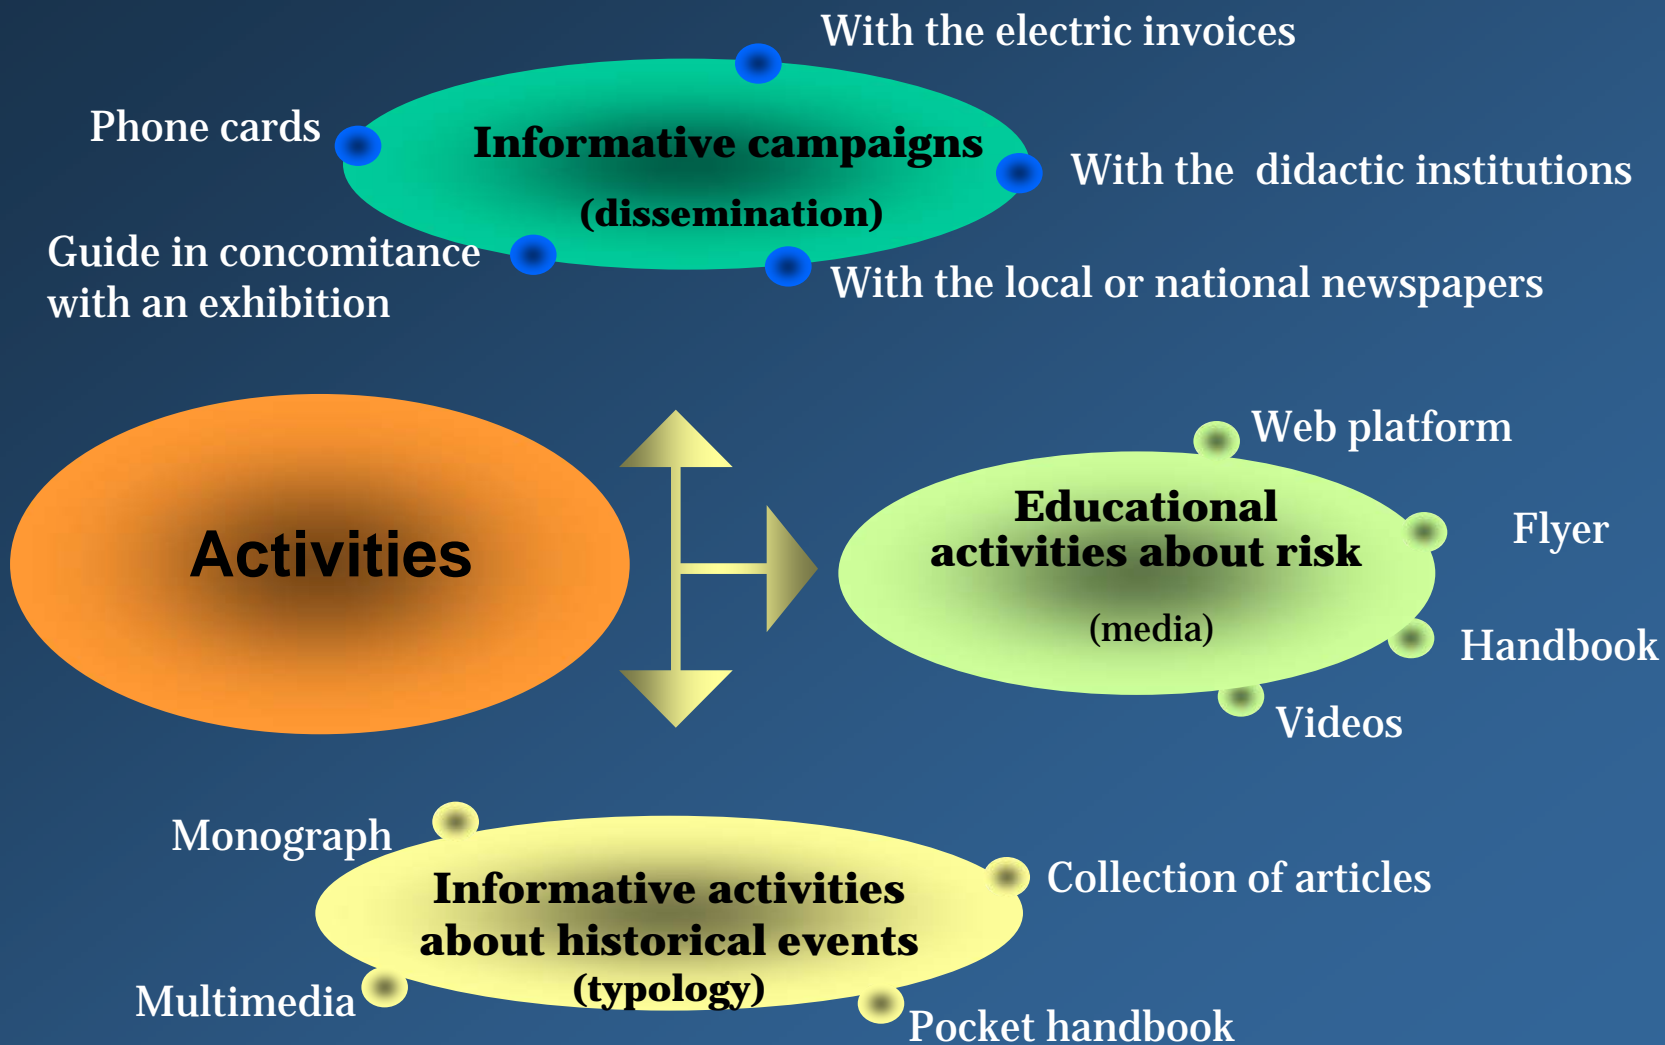 With the electric invoices
Phone cards
Informative campaigns
(dissemination)
With the didactic institutions
Guide in concomitance
with an exhibition
With the local or national newspapers
Activities
Web platform
Educational
activities about risk
(media)
Flyer
Handbook
Videos
Monograph
Informative activities
about historical events
(typology)
Collection of articles
Multimedia
Pocket handbook